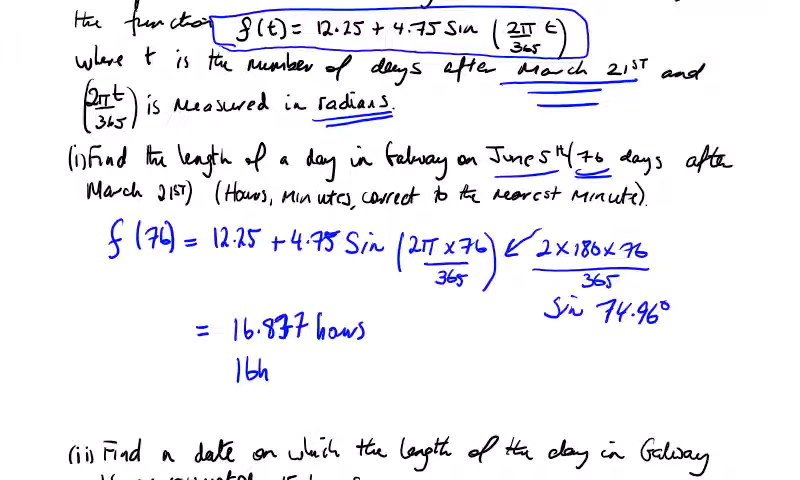 the function f(t) = 12.25 + 4.75 Sin (2π/365 t)
where t is the number of days after March 21ST and
(2πt/365) is measured in radians.
(i) Find the length of a day in Galway on June 5th (76 days after
March 21ST) (Hours, Minutes, correct to the nearest minute).
f(76) = 12.25 + 4.75 Sin (2π × 76/365) ↙ 2 × 180 × 76/365
Sin 74.96°
= 16.837 hours
16h
(ii) Find a date on which the length of the day in Galway